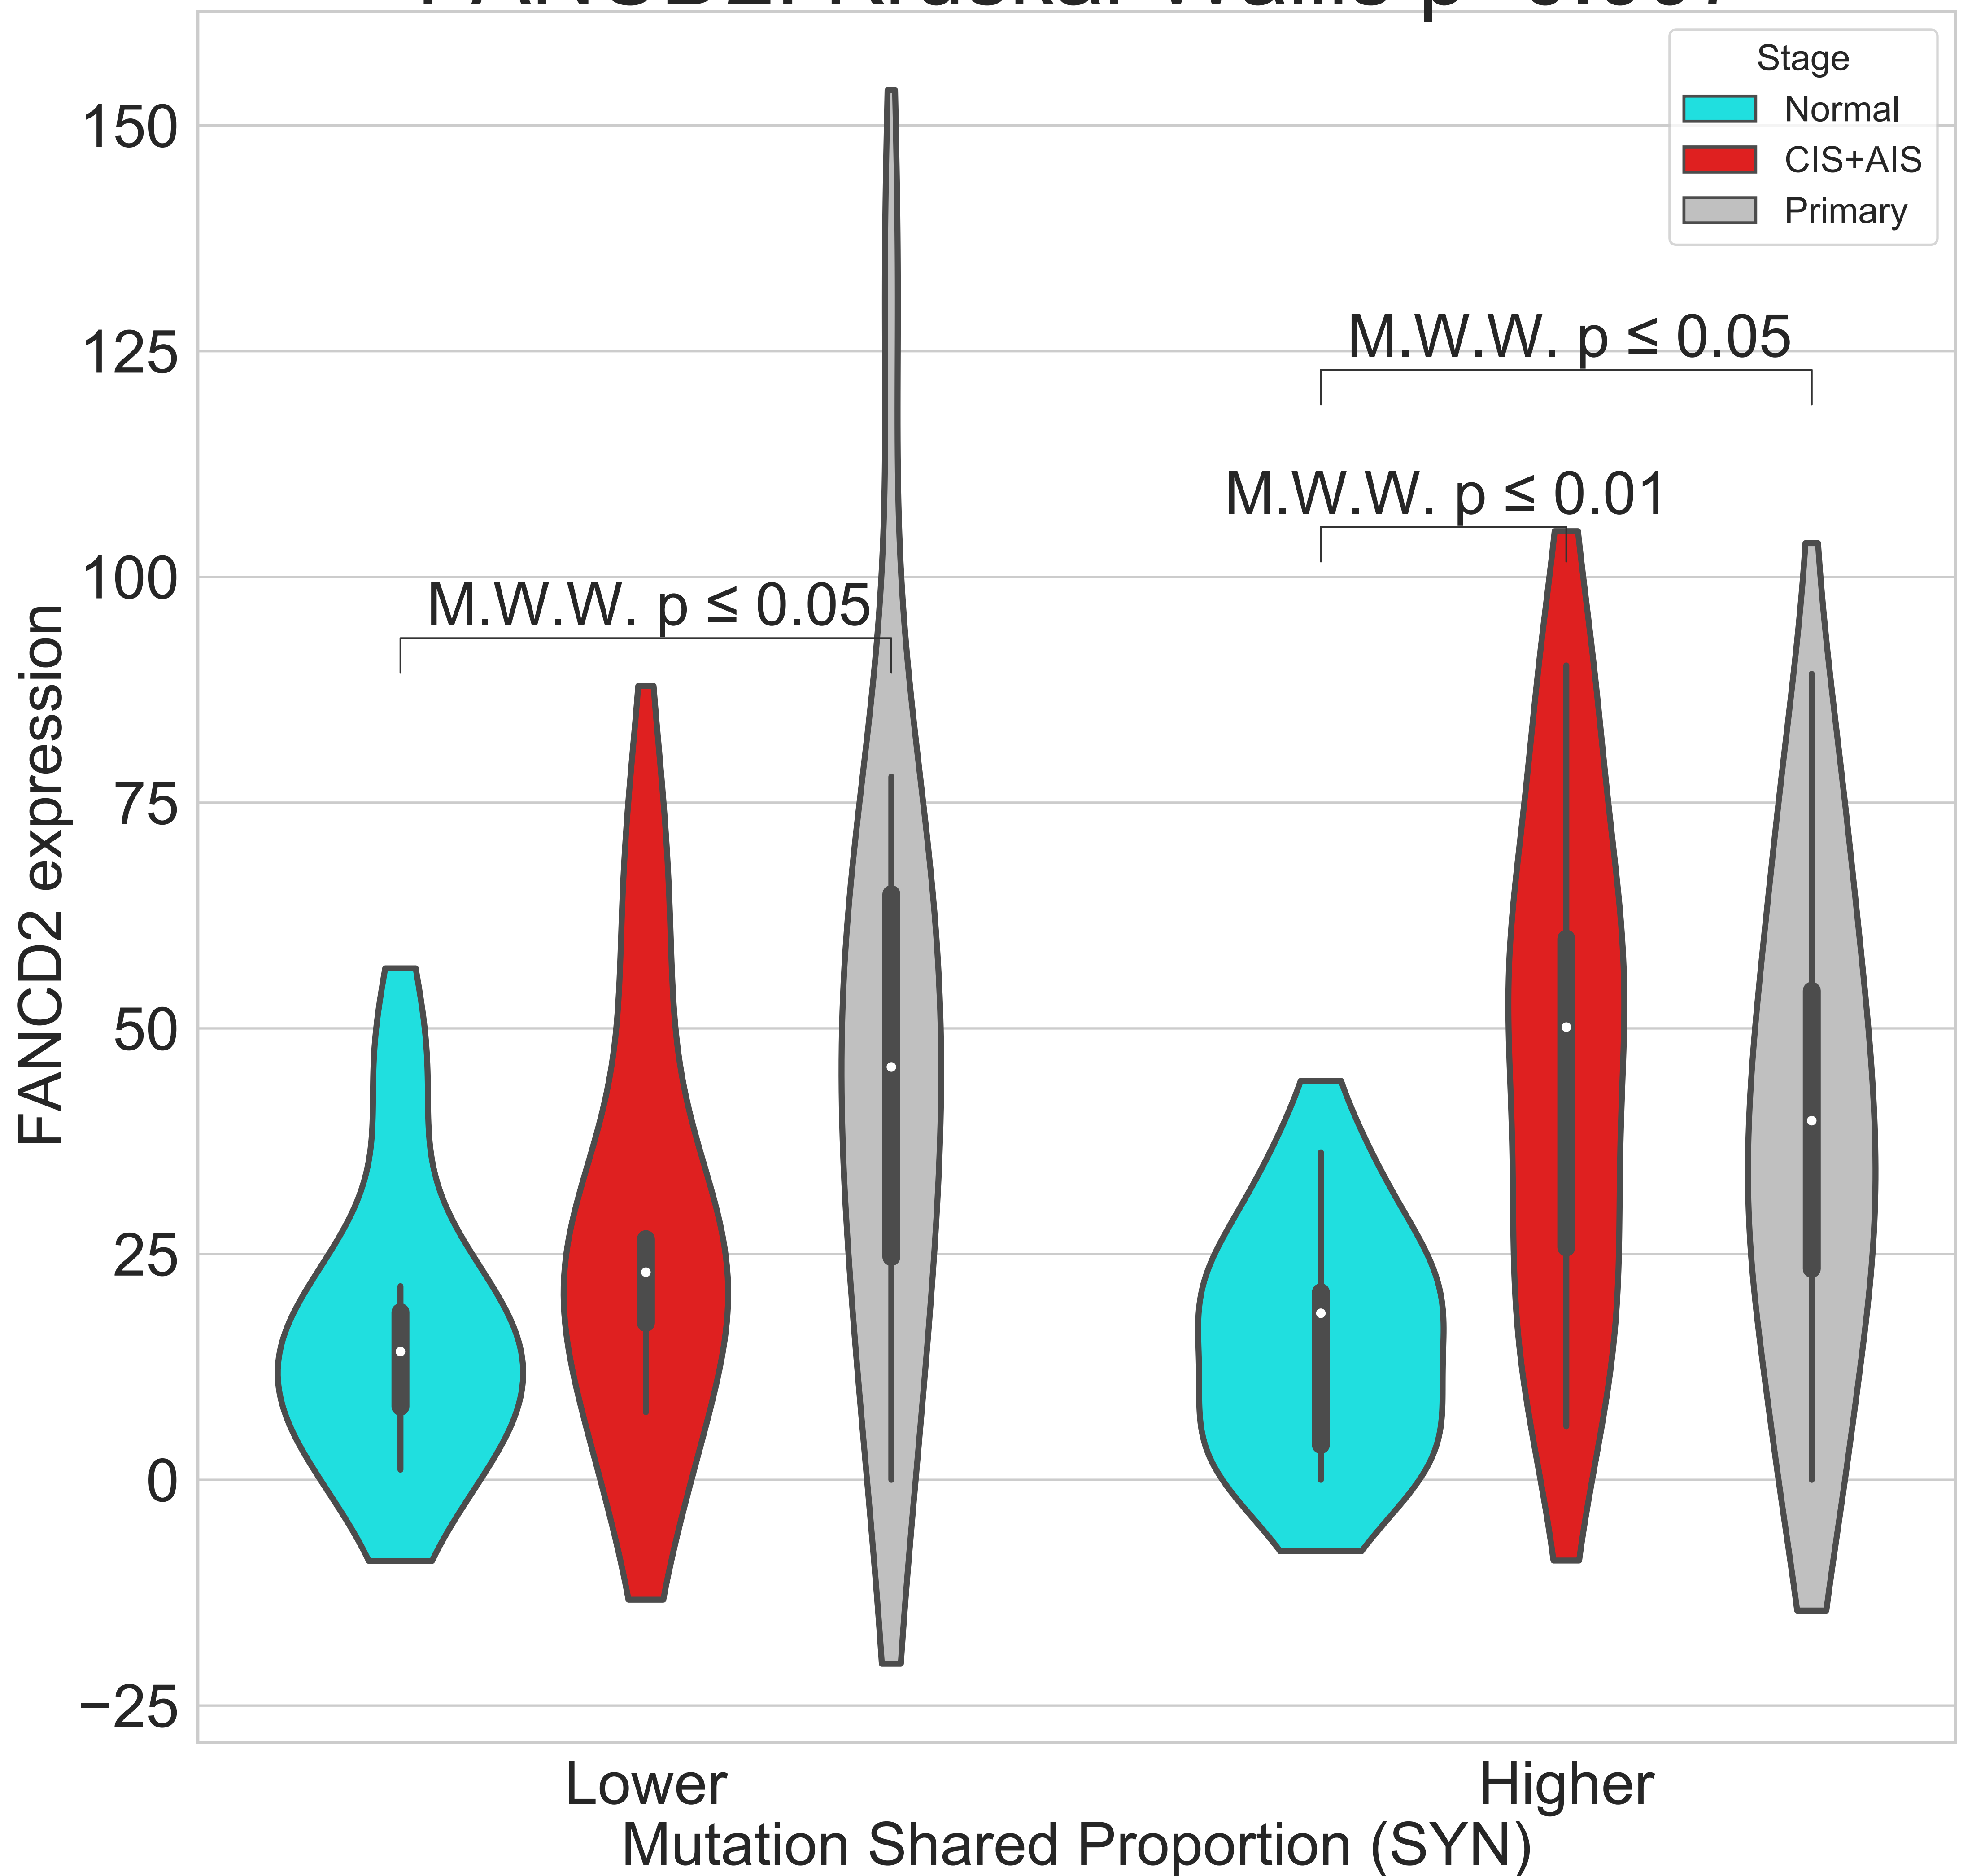 150
125
100
75
50
25
0
−25
FANCD2 expression
Stage
Normal
CIS+AIS
Primary
M.W.W. p ≤ 0.05
M.W.W. p ≤ 0.01
M.W.W. p ≤ 0.05
Lower
Higher
Mutation Shared Proportion (SYN)